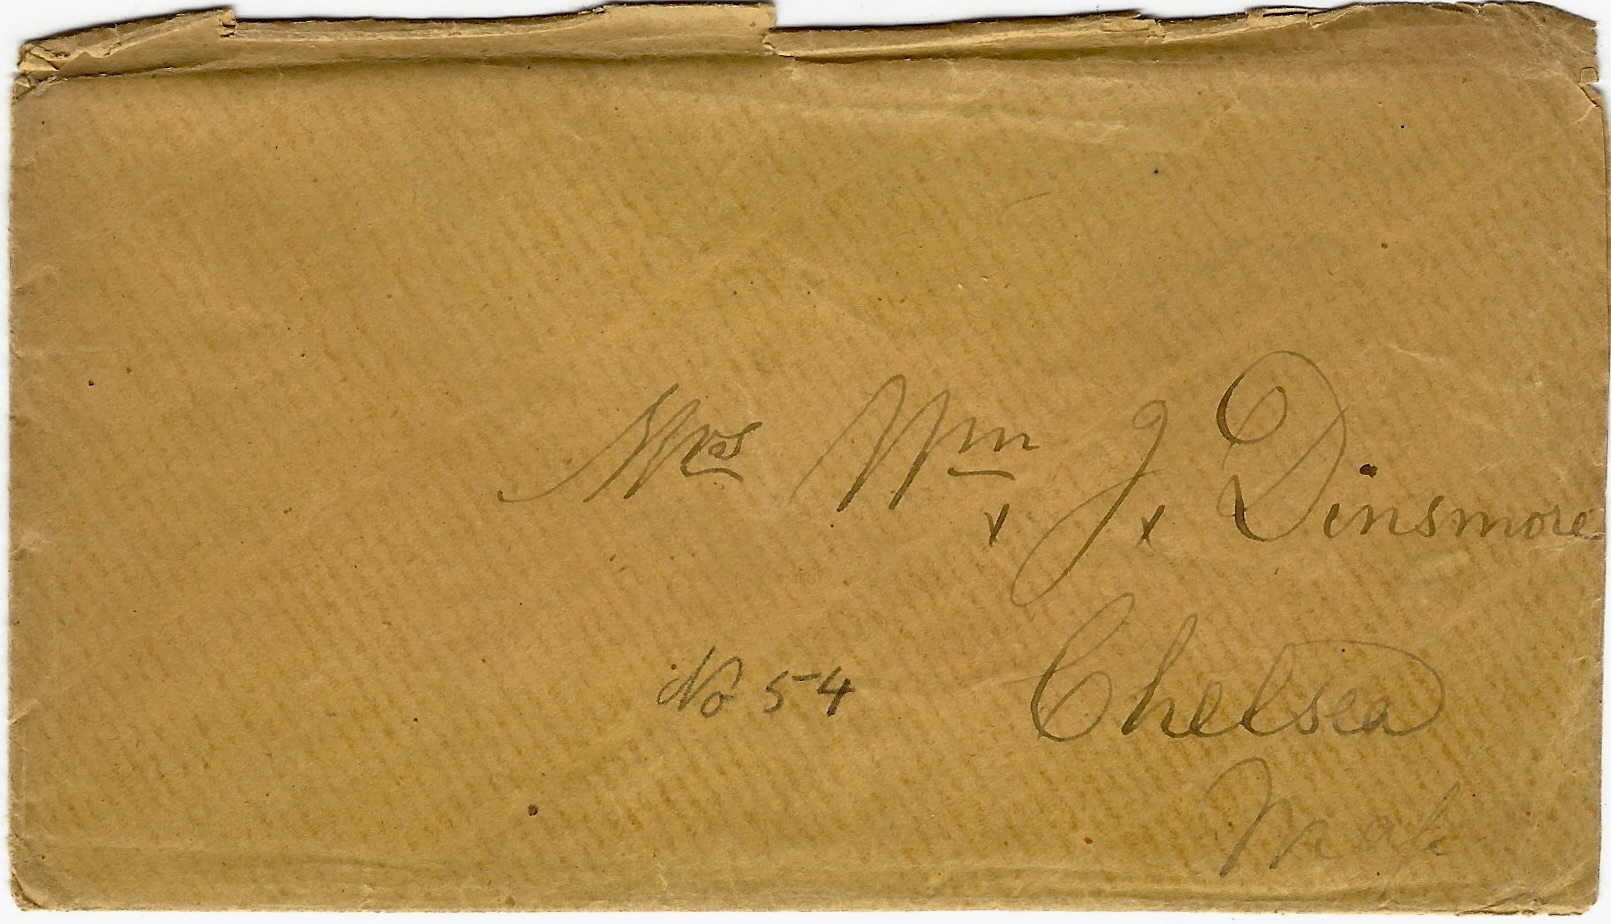 Mrs Wm J Dinsmore
No 54 Chelsea
Mass.